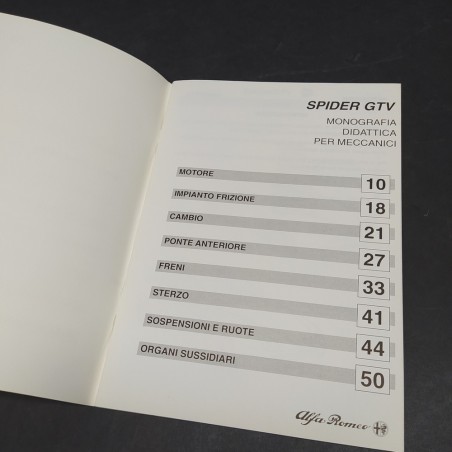 SPIDER GTV
MONOGRAFIA
DIDATTICA
PER MECCANICI
MOTORE 10
IMPIANTO FRIZIONE 18
CAMBIO 21
PONTE ANTERIORE 27
FRENI 33
STERZO 41
SOSPENSIONI E RUOTE 44
ORGANI SUSSIDIARI 50
Alfa Romeo